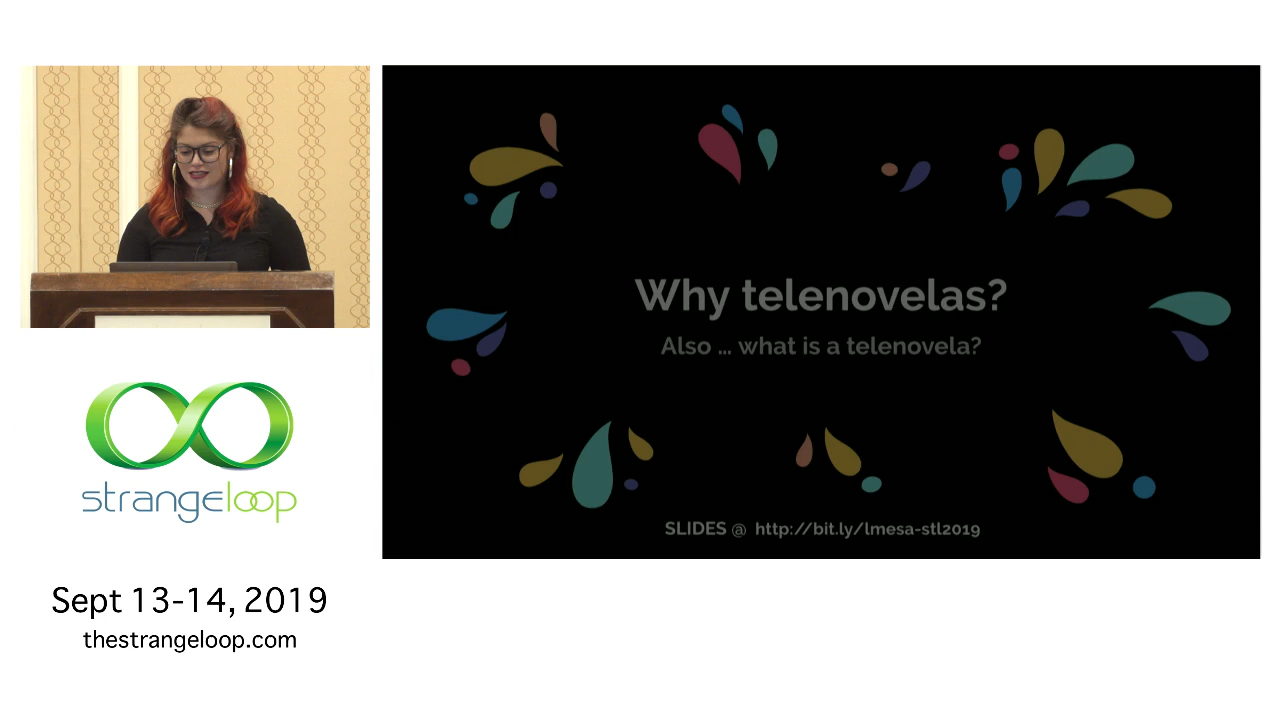 strangeloop
Sept 13-14, 2019
thestrangeloop.com
Why telenovelas?
Also ... what is a telenovela?
SLIDES @ http://bit.ly/lmesa-stl2019